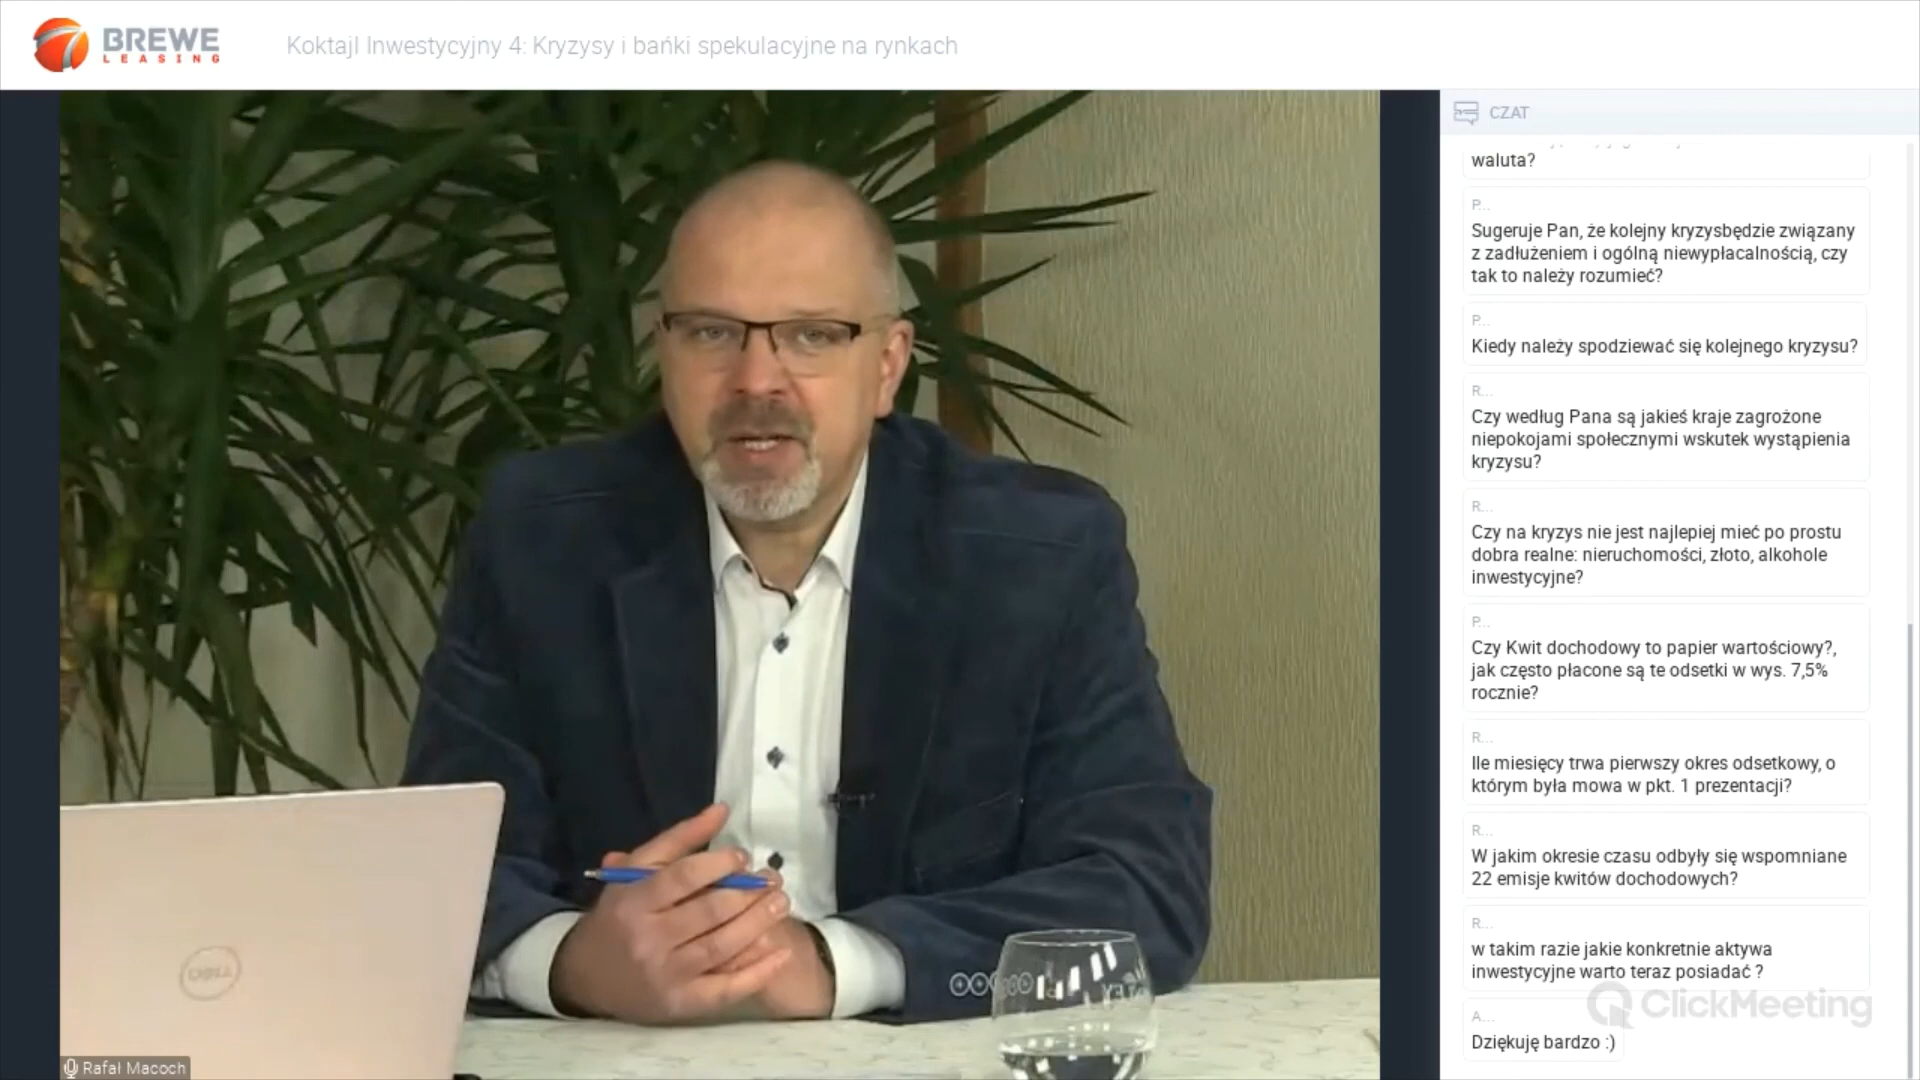 BREWE
LEASING
Koktajl Inwestycyjny 4: Kryzysy i bańki spekulacyjne na rynkach
CZAT
waluta?
P...
Sugeruje Pan, że kolejny kryzysbędzie związany
z zadłużeniem i ogólną niewypłacalnością, czy
tak to należy rozumieć?
P...
Kiedy należy spodziewać się kolejnego kryzysu?
R...
Czy według Pana są jakieś kraje zagrożone
niepokojami społecznymi wskutek wystąpienia
kryzysu?
R...
Czy na kryzys nie jest najlepiej mieć po prostu
dobra realne: nieruchomości, złoto, alkohole
inwestycyjne?
P...
Czy Kwit dochodowy to papier wartościowy?,
jak często płacone są te odsetki w wys. 7,5%
rocznie?
R...
Ile miesięcy trwa pierwszy okres odsetkowy, o
którym była mowa w pkt. 1 prezentacji?
R...
W jakim okresie czasu odbyły się wspomniane
22 emisje kwitów dochodowych?
R...
w takim razie jakie konkretnie aktywa
inwestycyjne warto teraz posiadać ?
ClickMeeting
A...
Dziękuję bardzo :)
DELL
Rafał Macoch